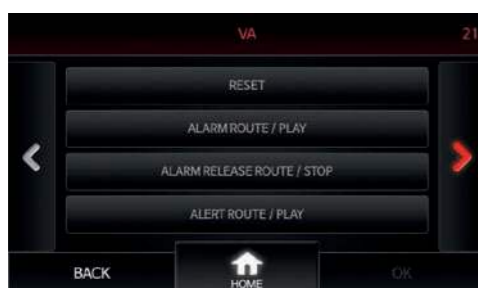 VA 21
RESET
ALARM ROUTE / PLAY
ALARM RELEASE ROUTE / STOP
ALERT ROUTE / PLAY
BACK HOME OK